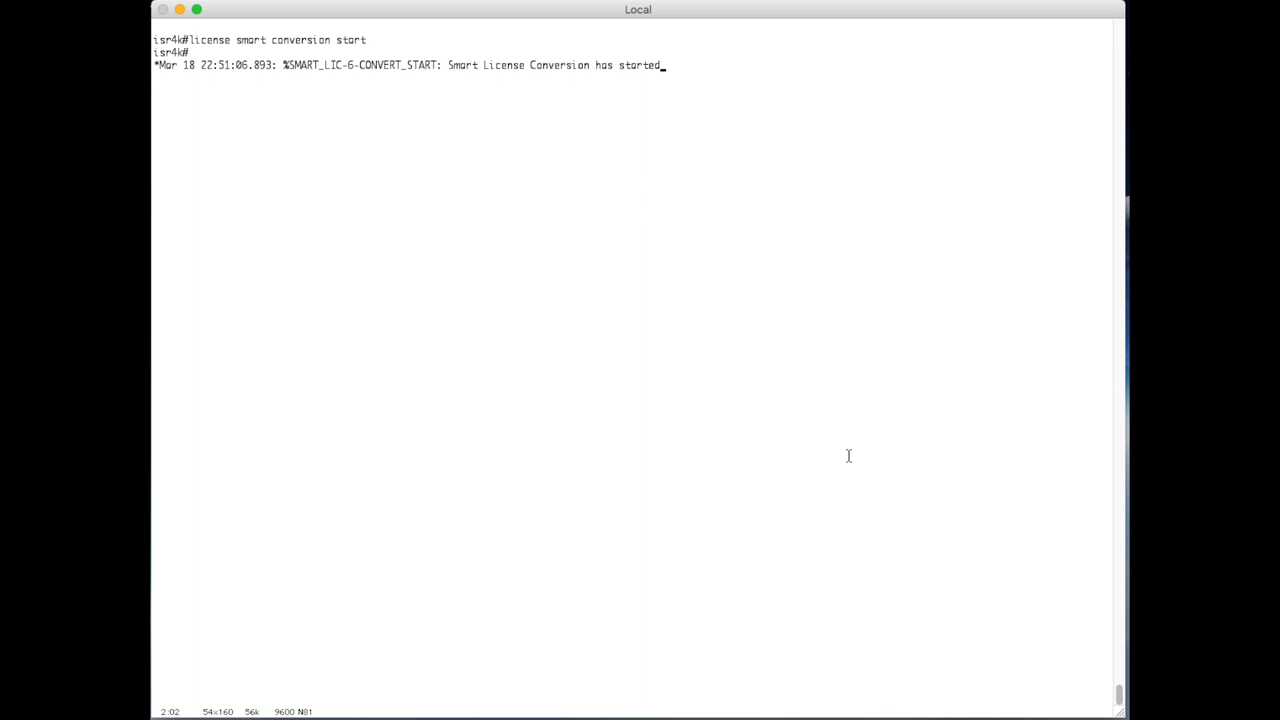 Local
isr4k#license smart conversion start
isr4k#
*Mar 18 22:51:06.893: %SMART_LIC-6-CONVERT_START: Smart License Conversion has started
2:02 54x160 56k 9600 N81